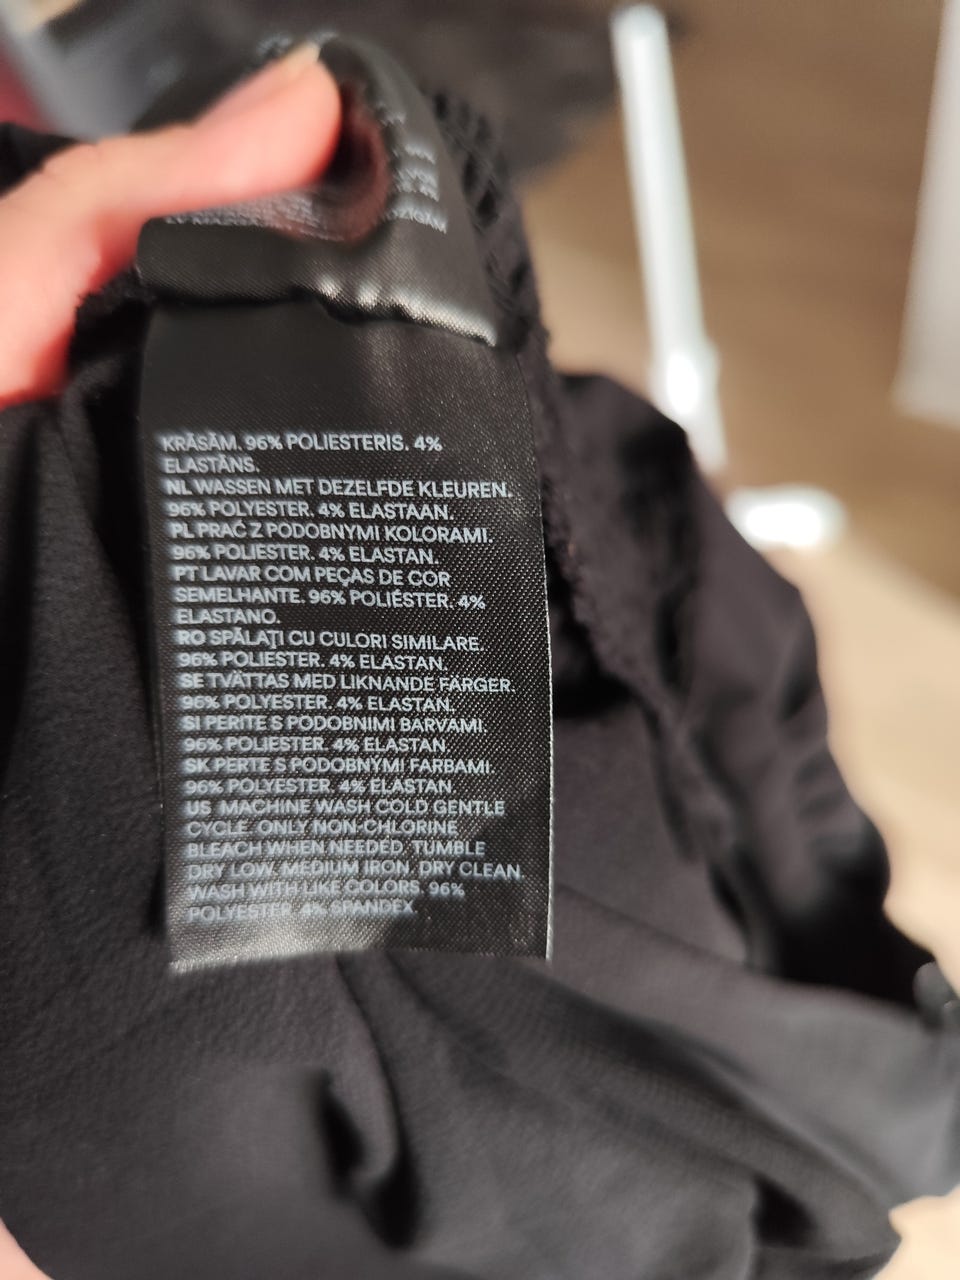 KRĀSĀM. 96% POLIESTERIS. 4%
ELASTĀNS.
NL WASSEN MET DEZELFDE KLEUREN.
96% POLYESTER. 4% ELASTAAN.
PL PRAĆ Z PODOBNYMI KOLORAMI.
96% POLIESTER. 4% ELASTAN.
PT LAVAR COM PEÇAS DE COR
SEMELHANTE. 96% POLIÉSTER. 4%
ELASTANO.
RO SPĂLAŢI CU CULORI SIMILARE.
96% POLIESTER. 4% ELASTAN.
SE TVÄTTAS MED LIKNANDE FÄRGER.
96% POLYESTER. 4% ELASTAN.
SI PERITE S PODOBNIMI BARVAMI.
96% POLIESTER. 4% ELASTAN.
SK PERTE S PODOBNÝMI FARBAMI.
96% POLYESTER. 4% ELASTAN
US MACHINE WASH COLD GENTLE
CYCLE. ONLY NON-CHLORINE
BLEACH WHEN NEEDED. TUMBLE
DRY LOW. MEDIUM IRON. DRY CLEAN.
WASH WITH LIKE COLORS. 96%
POLYESTER. 4% SPANDEX.